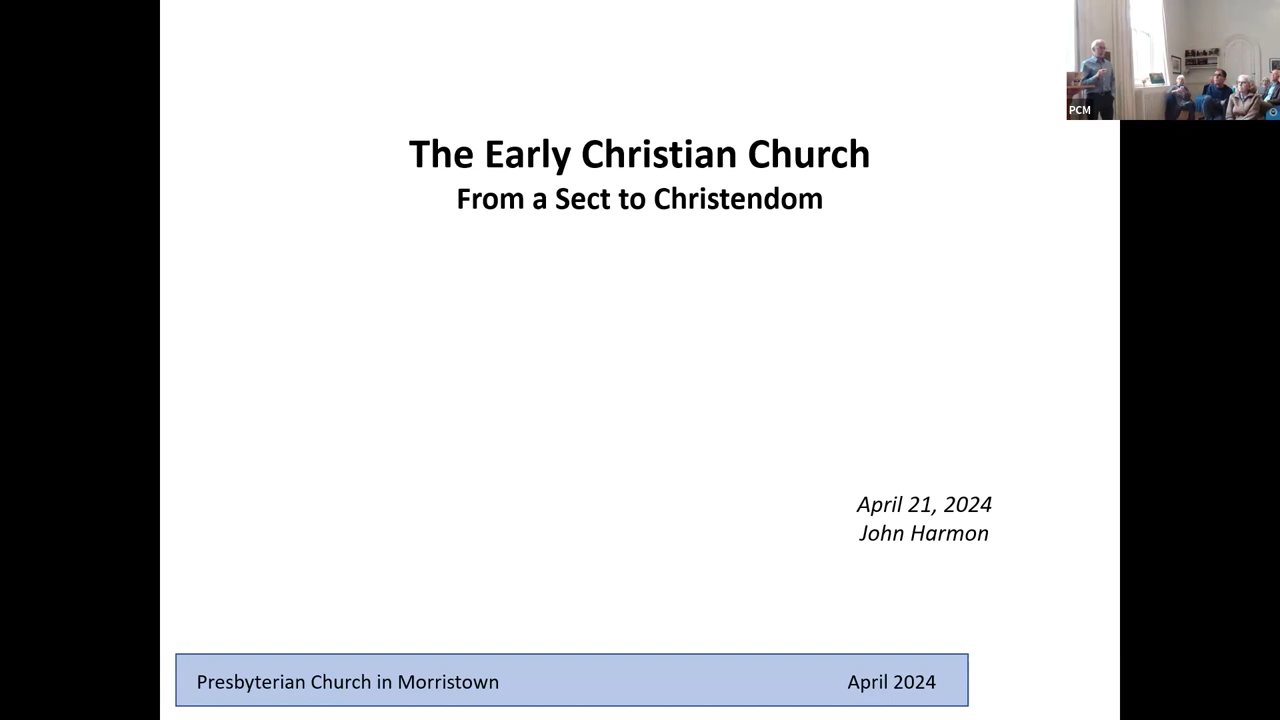 The Early Christian Church
From a Sect to Christendom
April 21, 2024
John Harmon
Presbyterian Church in Morristown April 2024
PCM